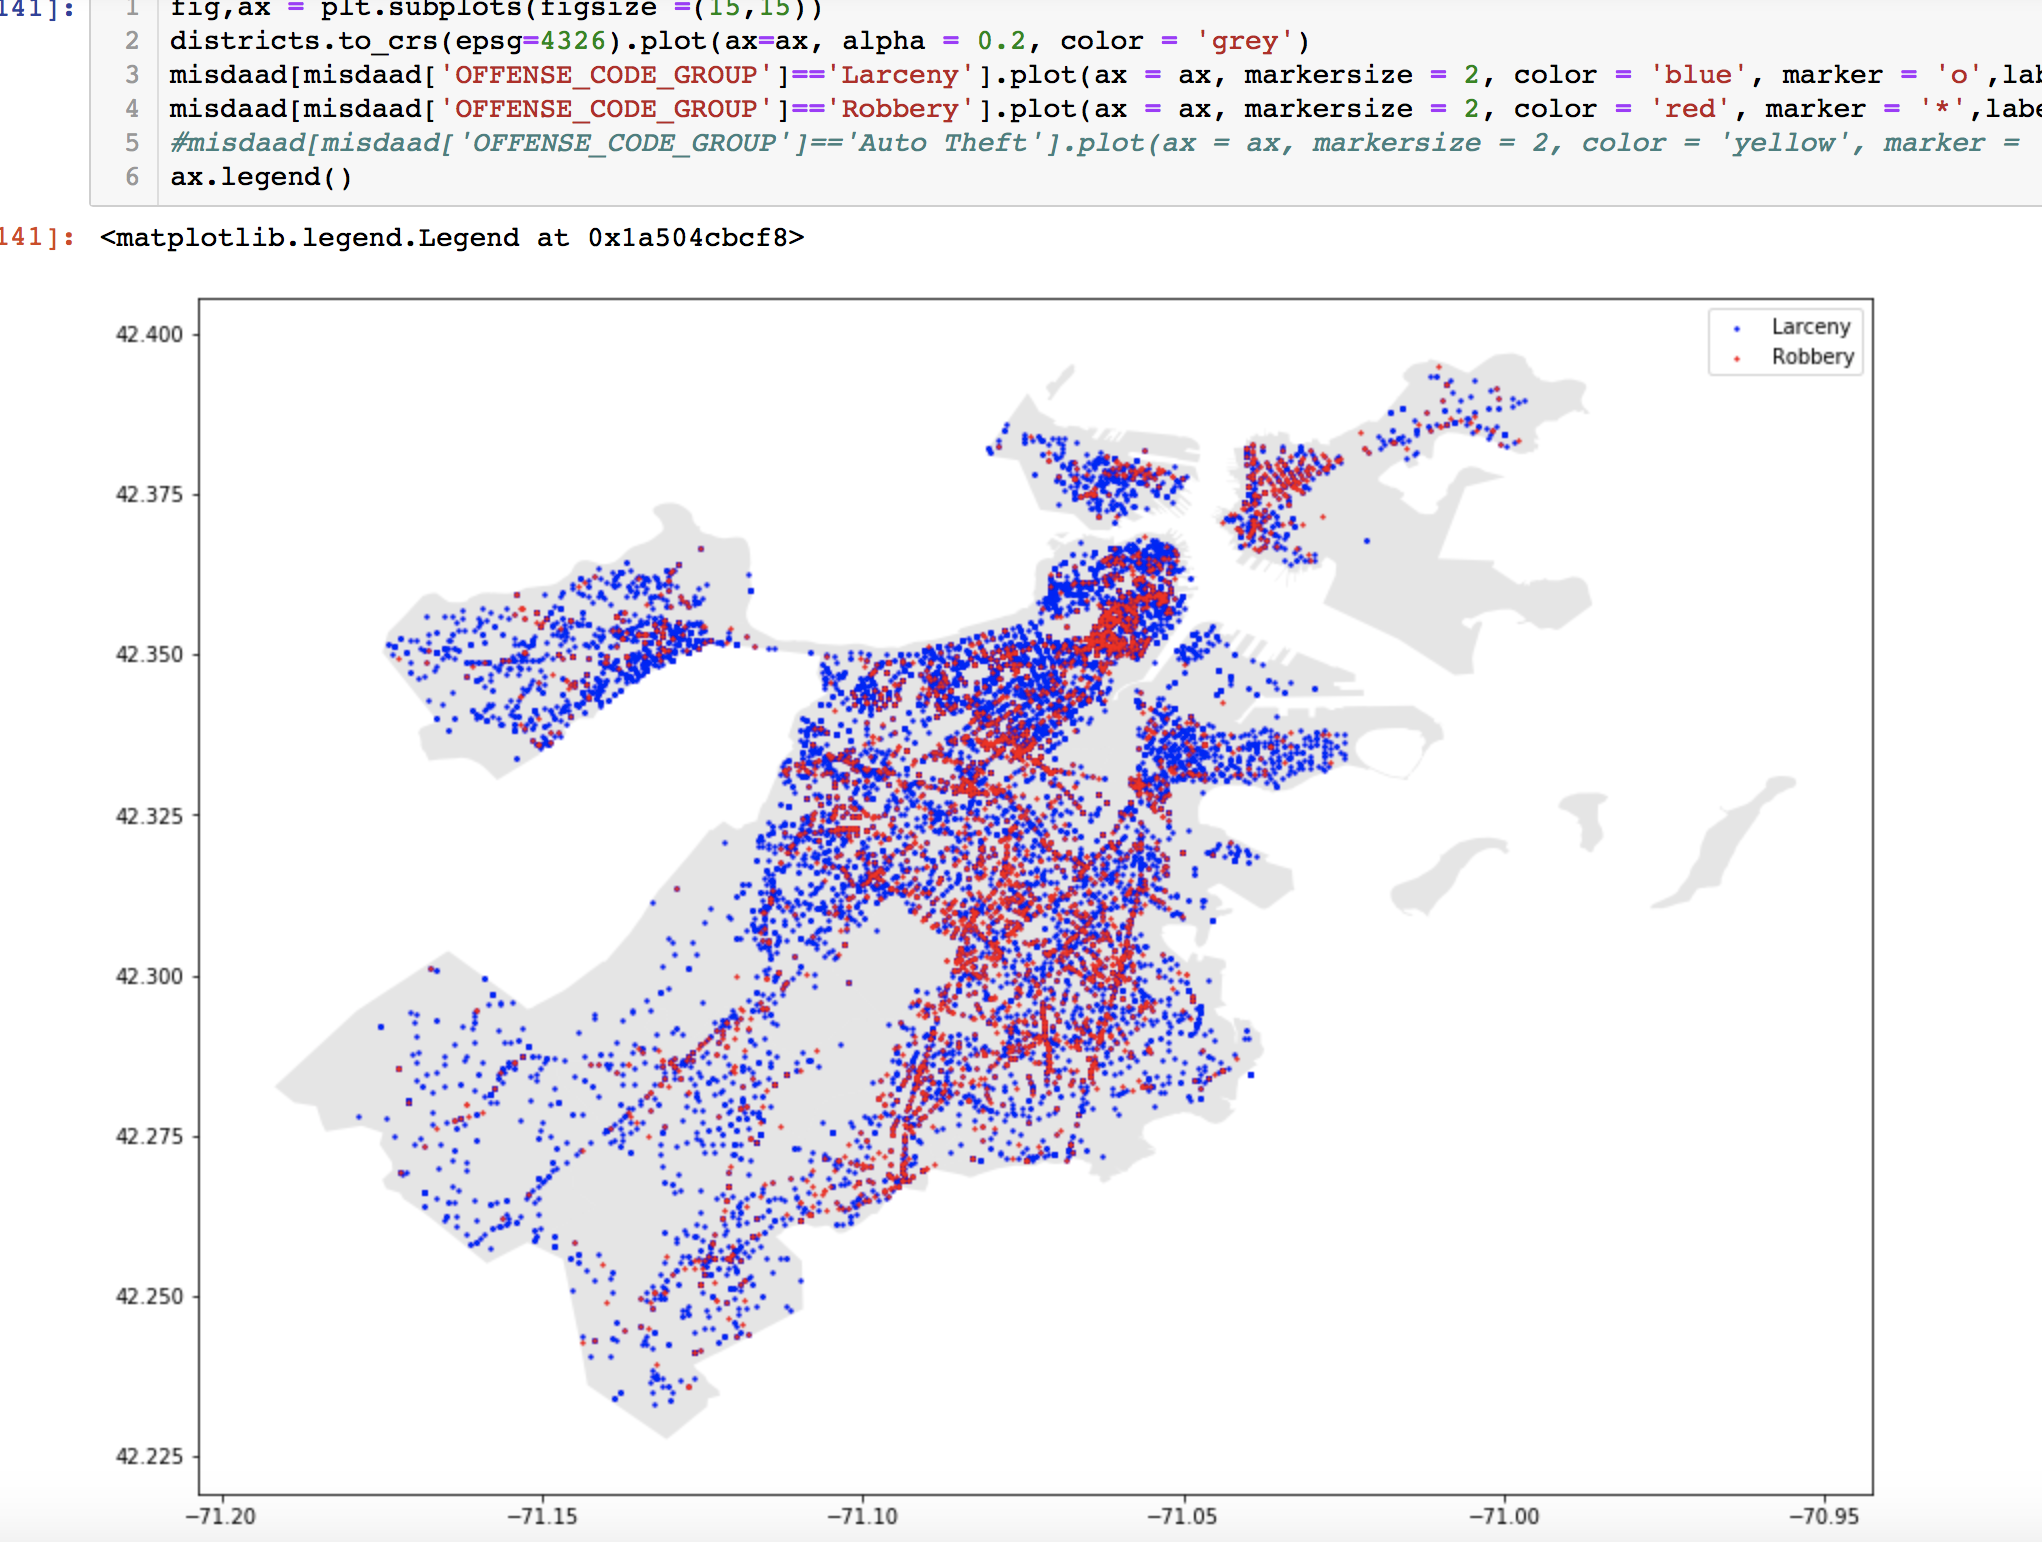 141]:
1 fig,ax = plt.subplots(figsize =(15,15))
2 districts.to_crs(epsg=4326).plot(ax=ax, alpha = 0.2, color = 'grey')
3 misdaad[misdaad['OFFENSE_CODE_GROUP']=='Larceny'].plot(ax = ax, markersize = 2, color = 'blue', marker = 'o',lab
4 misdaad[misdaad['OFFENSE_CODE_GROUP']=='Robbery'].plot(ax = ax, markersize = 2, color = 'red', marker = '*',labe
5 #misdaad[misdaad['OFFENSE_CODE_GROUP']=='Auto Theft'].plot(ax = ax, markersize = 2, color = 'yellow', marker =
6 ax.legend()
141]: <matplotlib.legend.Legend at 0x1a504cbcf8>
Larceny
Robbery
42.400
42.375
42.350
42.325
42.300
42.275
42.250
42.225
−71.20 −71.15 −71.10 −71.05 −71.00 −70.95